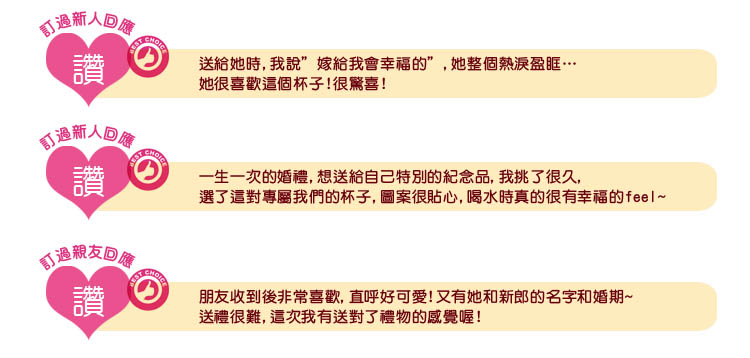 訂過新人回應
讚
BEST CHOICE
送給她時,我說”嫁給我會幸福的”,她整個熱淚盈眶…
她很喜歡這個杯子!很驚喜!
訂過新人回應
讚
BEST CHOICE
一生一次的婚禮,想送給自己特別的紀念品,我挑了很久,
選了這對專屬我們的杯子,圖案很貼心,喝水時真的很有幸福的feel~
訂過親友回應
讚
BEST CHOICE
朋友收到後非常喜歡,直呼好可愛!又有她和新郎的名字和婚期~
送禮很難,這次我有送對了禮物的感覺喔!